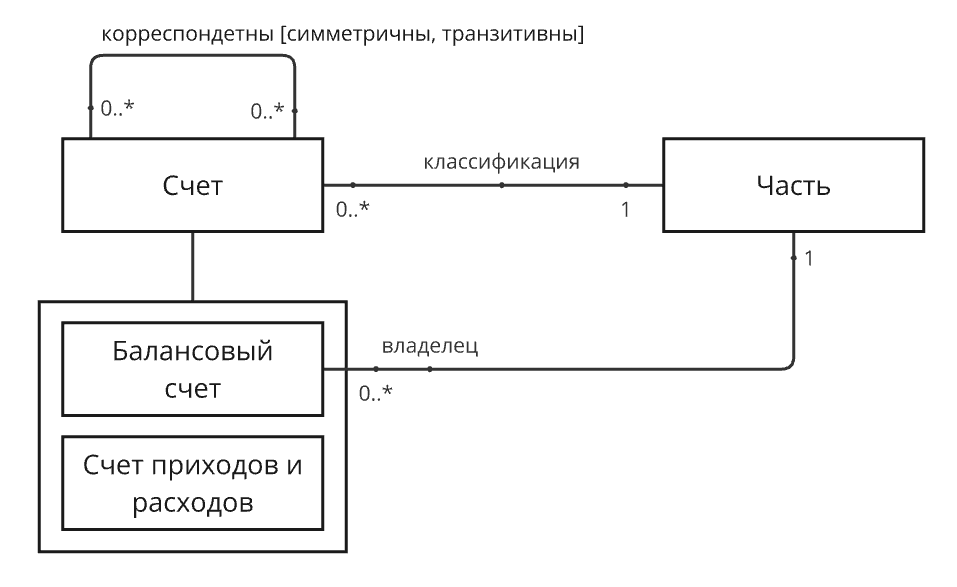 корреспондетны [симметричны, транзитивны]
0..*
0..*
Счет
классификация
0..*
1
Часть
1
Балансовый
счет
владелец
0..*
Счет приходов и
расходов